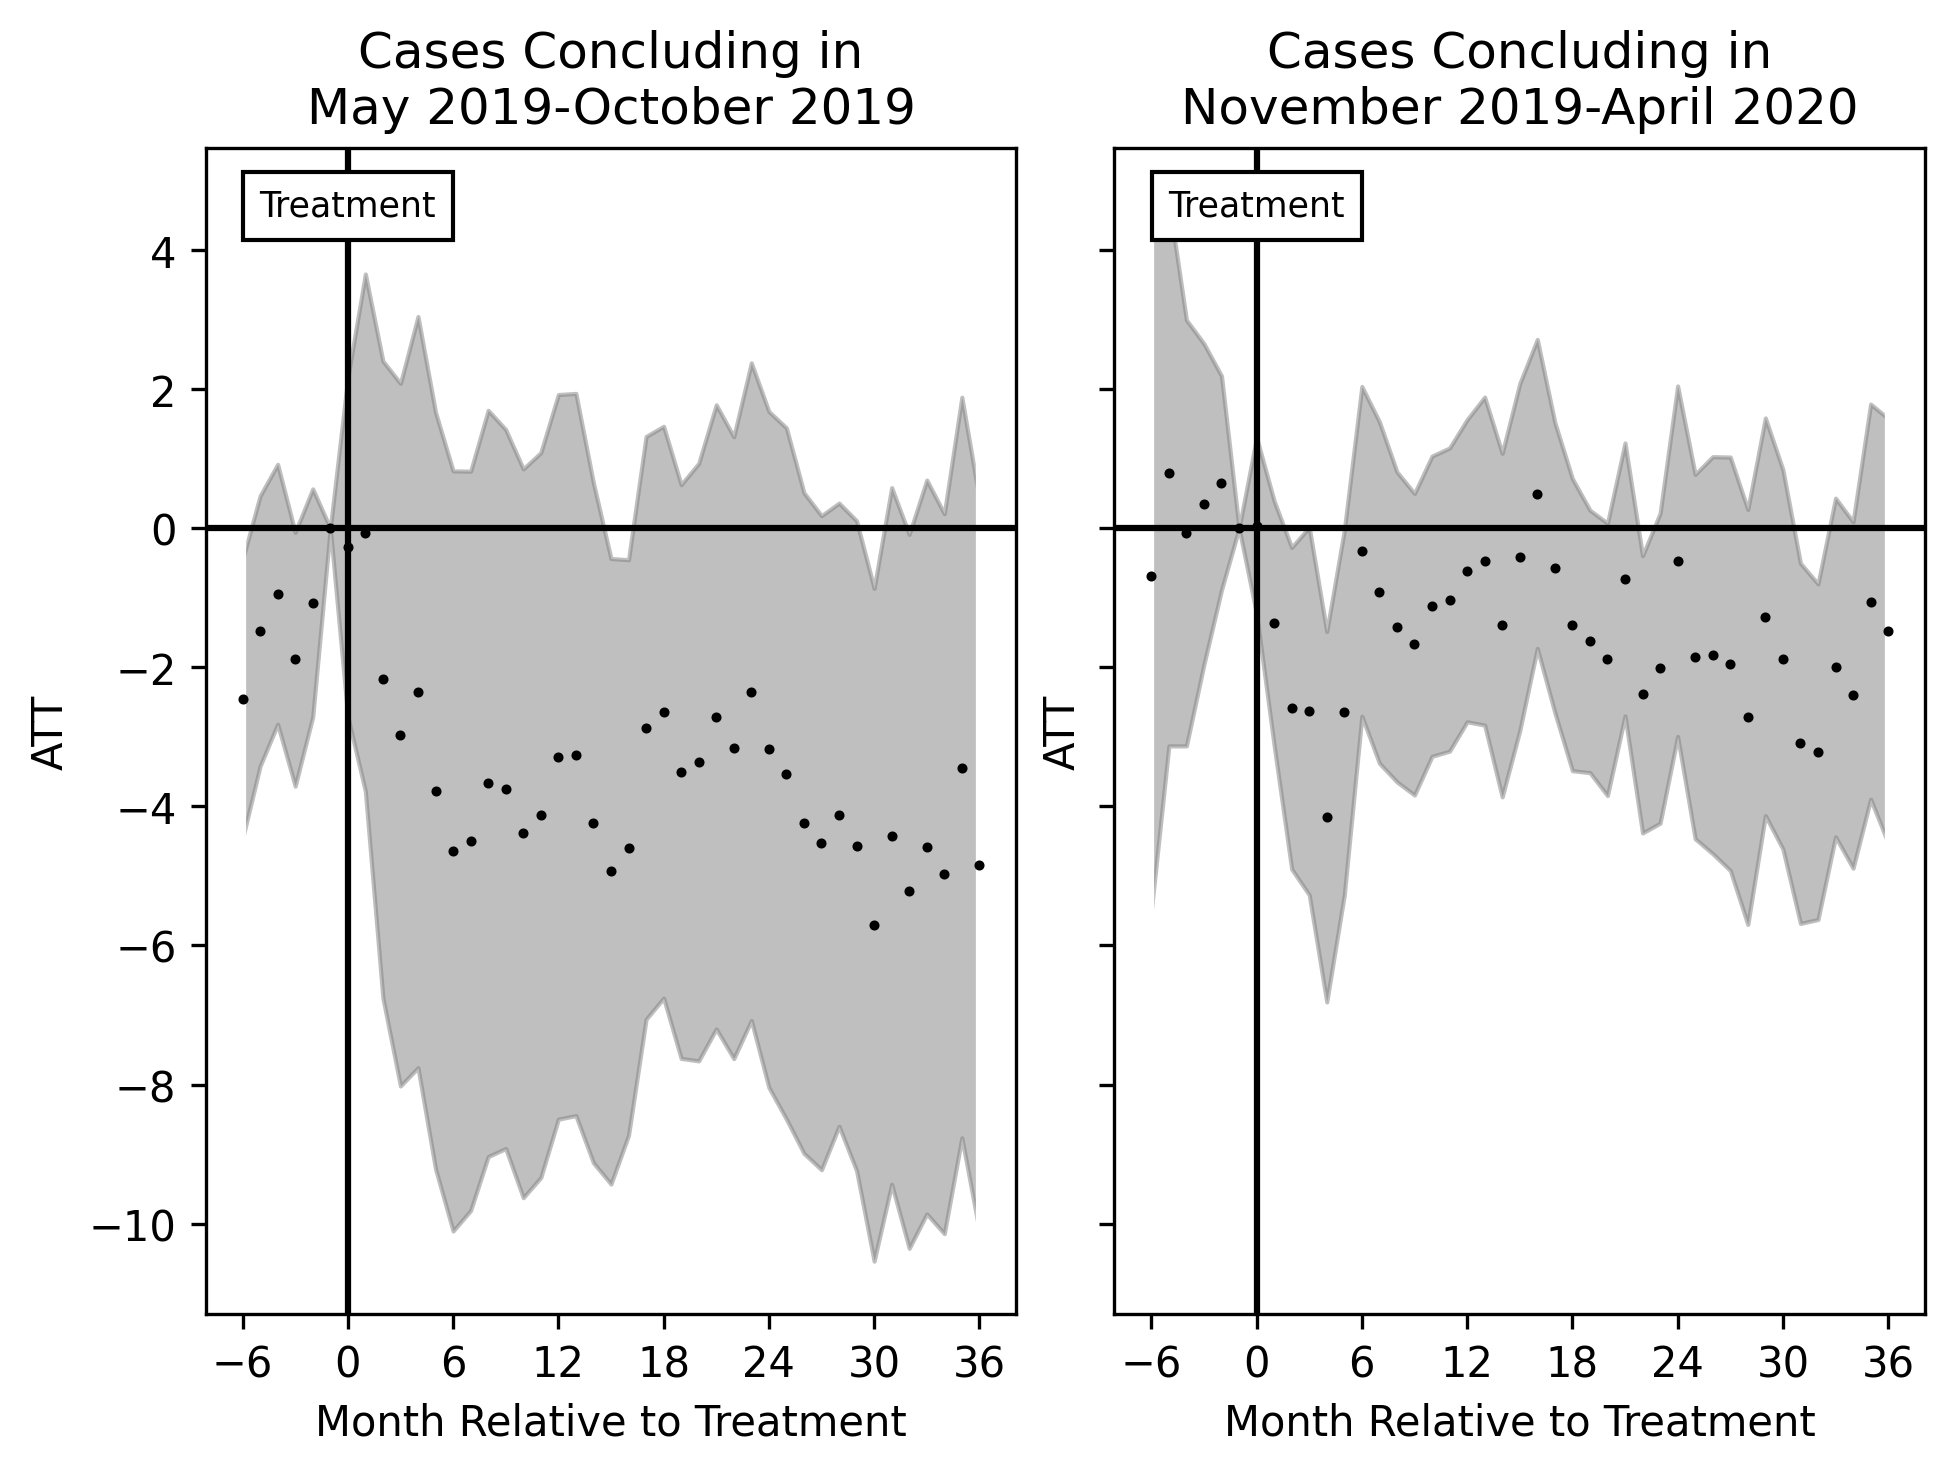 Cases Concluding in
May 2019-October 2019
Cases Concluding in
November 2019-April 2020
Treatment
Treatment
4
2
0
−2
−4
−6
−8
−10
ATT
ATT
−6 0 6 12 18 24 30 36
−6 0 6 12 18 24 30 36
Month Relative to Treatment
Month Relative to Treatment